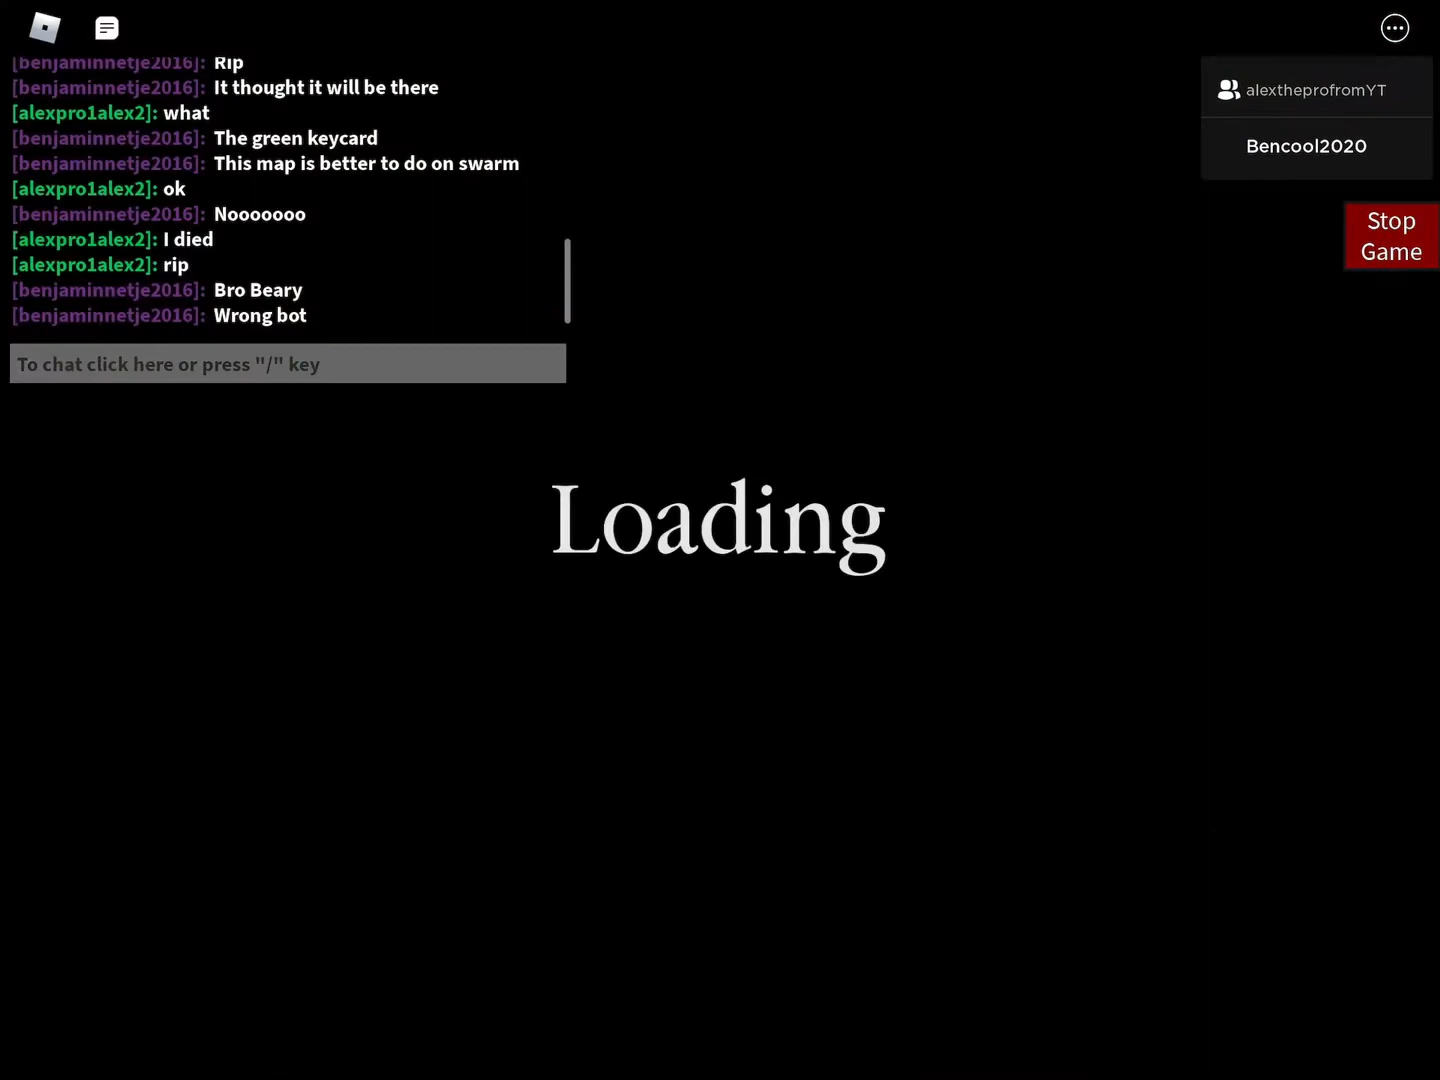 [benjaminnetje2016]: Rip
[benjaminnetje2016]: It thought it will be there
[alexpro1alex2]: what
[benjaminnetje2016]: The green keycard
[benjaminnetje2016]: This map is better to do on swarm
[alexpro1alex2]: ok
[benjaminnetje2016]: Nooooooo
[alexpro1alex2]: I died
[alexpro1alex2]: rip
[benjaminnetje2016]: Bro Beary
[benjaminnetje2016]: Wrong bot
To chat click here or press "/" key
alextheprofromYT
Bencool2020
Stop
Game
Loading